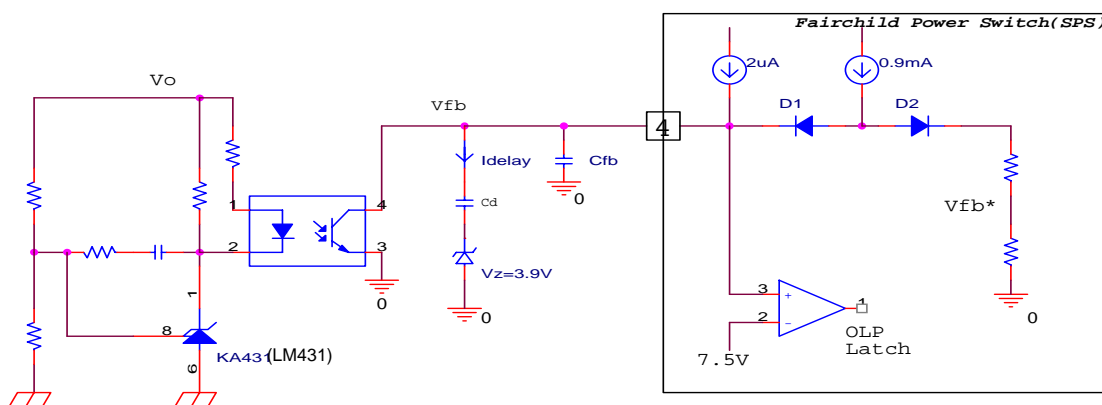 Fairchild Power Switch(SPS)
2uA
0.9mA
Vo
Vfb
D1
D2
4
Idelay
Cfb
0
1
4
Cd
Vfb*
2
3
Vz=3.9V
0
0
1
8
KA431(LM431)
6
3
+
1
2
-
0
OLP
Latch
7.5V